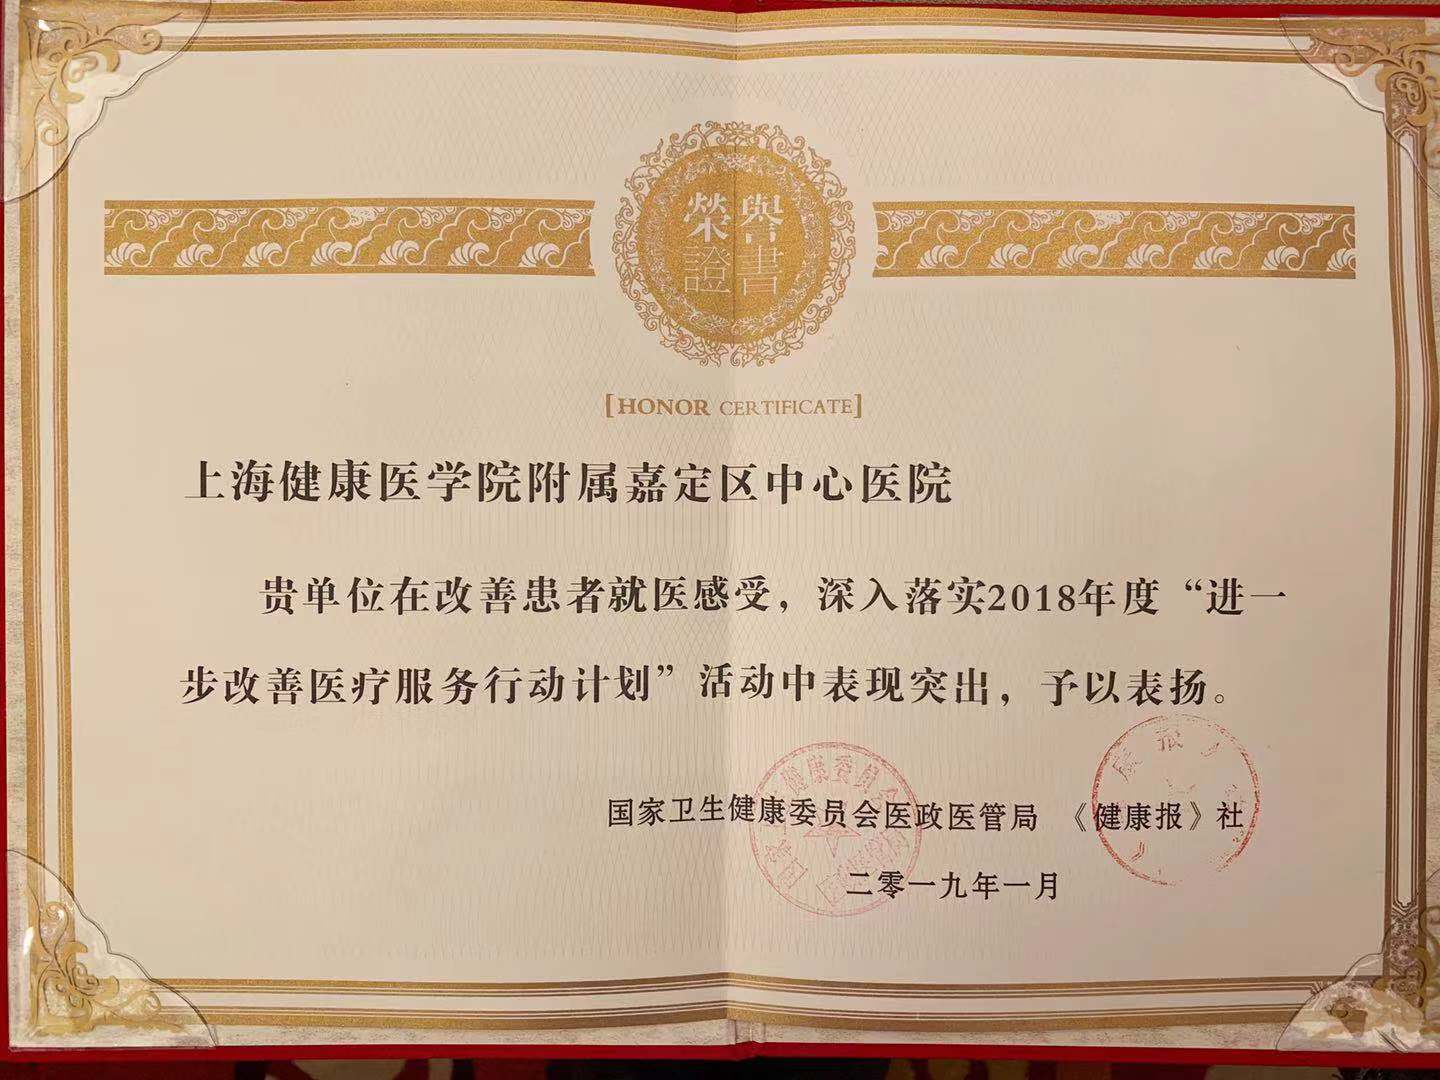 榮譽
證書
[HONOR CERTIFICATE]
上海健康医学院附属嘉定区中心医院
贵单位在改善患者就医感受，深入落实2018年度“进一
步改善医疗服务行动计划”活动中表现突出，予以表扬。
国家卫生健康委员会医政医管局 《健康报》社
二零一九年一月